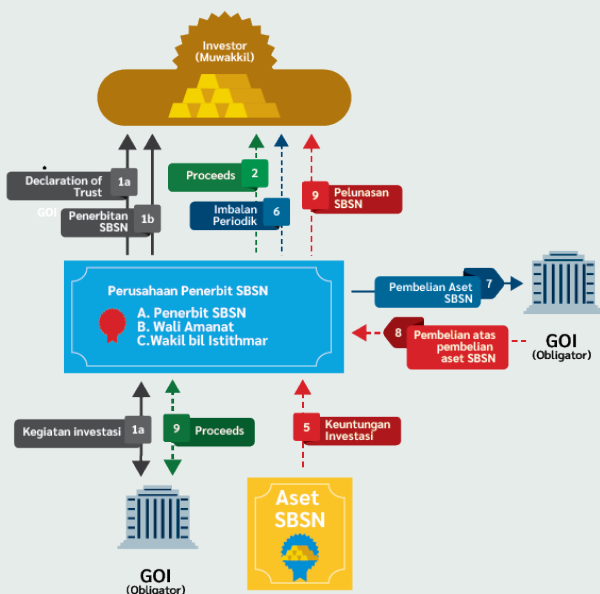 Investor
(Muwakkil)
Declaration of
Trust
1a
GOI
Penerbitan
SBSN
1b
Proceeds
2
Imbalan
Periodik
6
9
Pelunasan
SBSN
Perusahaan Penerbit SBSN
A. Penerbit SBSN
B. Wali Amanat
C.Wakil bil Istithmar
Pembelian Aset
SBSN
7
8
Pembelian atas
pembelian
aset SBSN
GOI
(Obligator)
Kegiatan investasi
1a
9
Proceeds
5
Keuntungan
Investasi
Aset
SBSN
GOI
(Obligator)